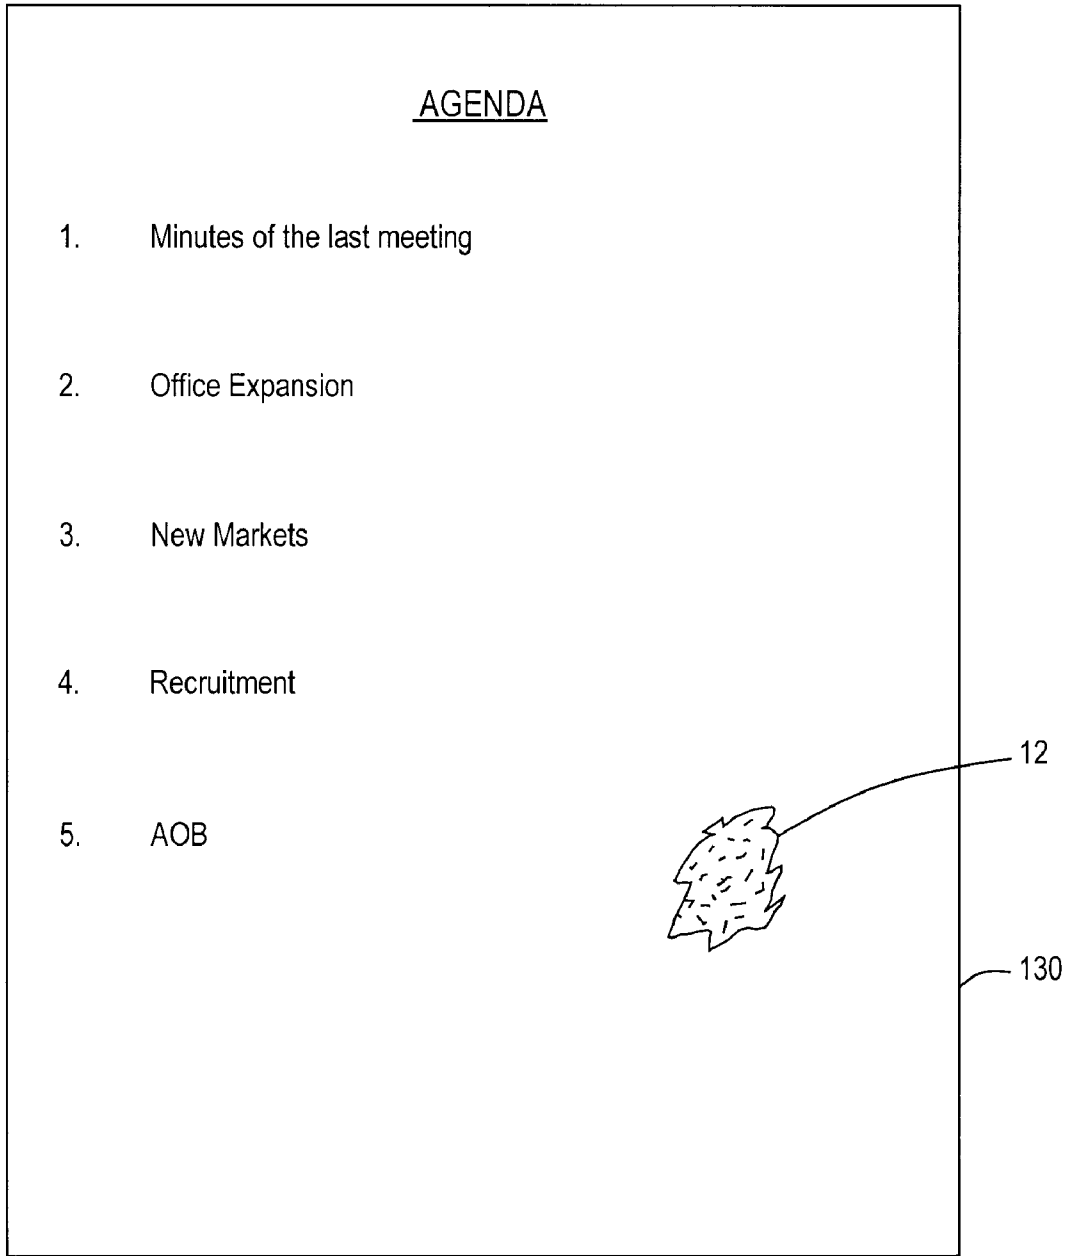 AGENDA
1. Minutes of the last meeting
2. Office Expansion
3. New Markets
4. Recruitment
12
5. AOB
130